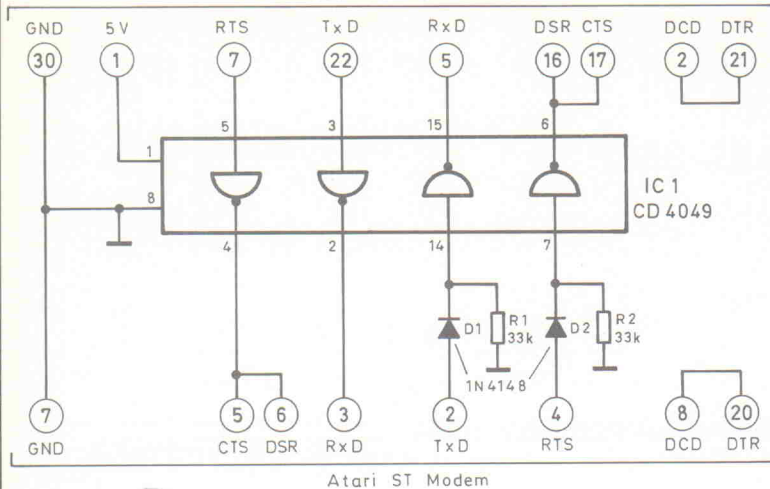 GND 5V RTS TxD RxD DSR CTS DCD DTR
30 1 7 22 5 16 17 2 21
5 3 15 6
1
IC 1
8
CD 4049
4 2 14 7
D1 R1 D2 R2
33k 33k
1N4148
7 5 6 3 2 4 8 20
GND CTS DSR RxD TxD RTS DCD DTR
Atari ST Modem